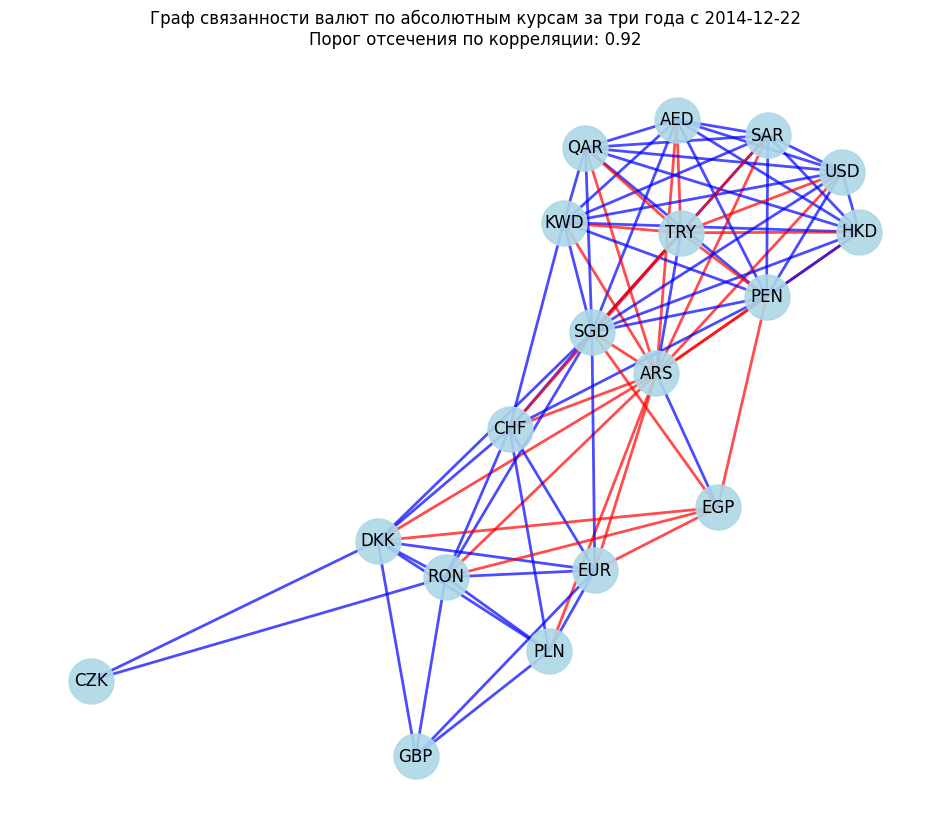 Граф связанности валют по абсолютным курсам за три года с 2014-12-22
Порог отсечения по корреляции: 0.92
AED
SAR
QAR
USD
KWD
TRY
HKD
PEN
SGD
ARS
CHF
EGP
DKK
RON
EUR
PLN
CZK
GBP